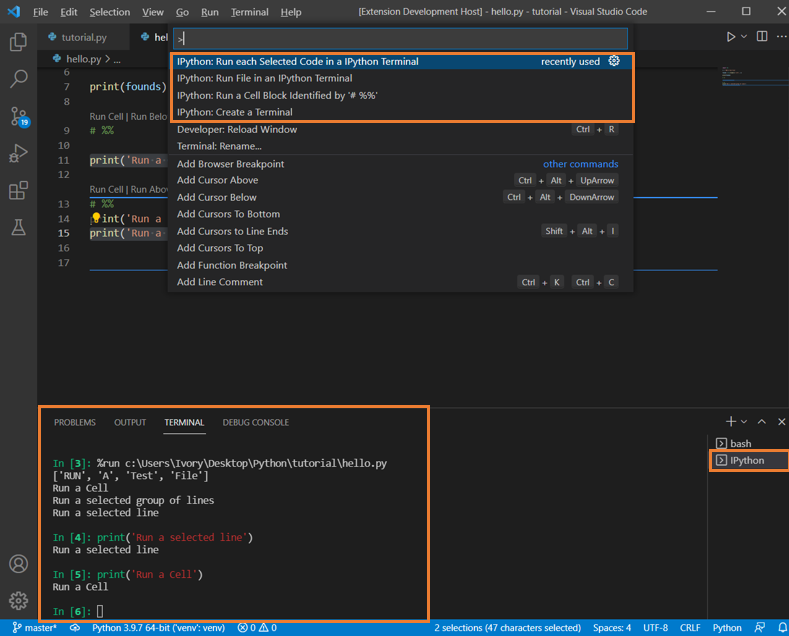 File Edit Selection View Go Run Terminal Help [Extension Development Host] - hello.py - tutorial - Visual Studio Code
tutorial.py hel
>
hello.py > ...
IPython: Run each Selected Code in a IPython Terminal recently used
6
IPython: Run File in an IPython Terminal
7 print(founds)
IPython: Run a Cell Block Identified by '# %%'
8
IPython: Create a Terminal
Run Cell | Run Belo
9 # %%
Developer: Reload Window Ctrl + R
10
Terminal: Rename...
11 print('Run a
Add Browser Breakpoint other commands
12
Add Cursor Above Ctrl + Alt + UpArrow
Run Cell | Run Abov
Add Cursor Below Ctrl + Alt + DownArrow
13 # %%
Add Cursors To Bottom
14 int('Run a
15 print('Run a
Add Cursors to Line Ends Shift + Alt + I
16
Add Cursors To Top
17
Add Function Breakpoint
Add Line Comment Ctrl + K Ctrl + C
19
PROBLEMS OUTPUT TERMINAL DEBUG CONSOLE
bash
IPython
In [3]: %run c:\Users\Ivory\Desktop\Python\tutorial\hello.py
['RUN', 'A', 'Test', 'File']
Run a Cell
Run a selected group of lines
Run a selected line
In [4]: print('Run a selected line')
Run a selected line
In [5]: print('Run a Cell')
Run a Cell
In [6]:
master* Python 3.9.7 64-bit ('venv': venv) 0 0 2 selections (47 characters selected) Spaces: 4 UTF-8 CRLF Python